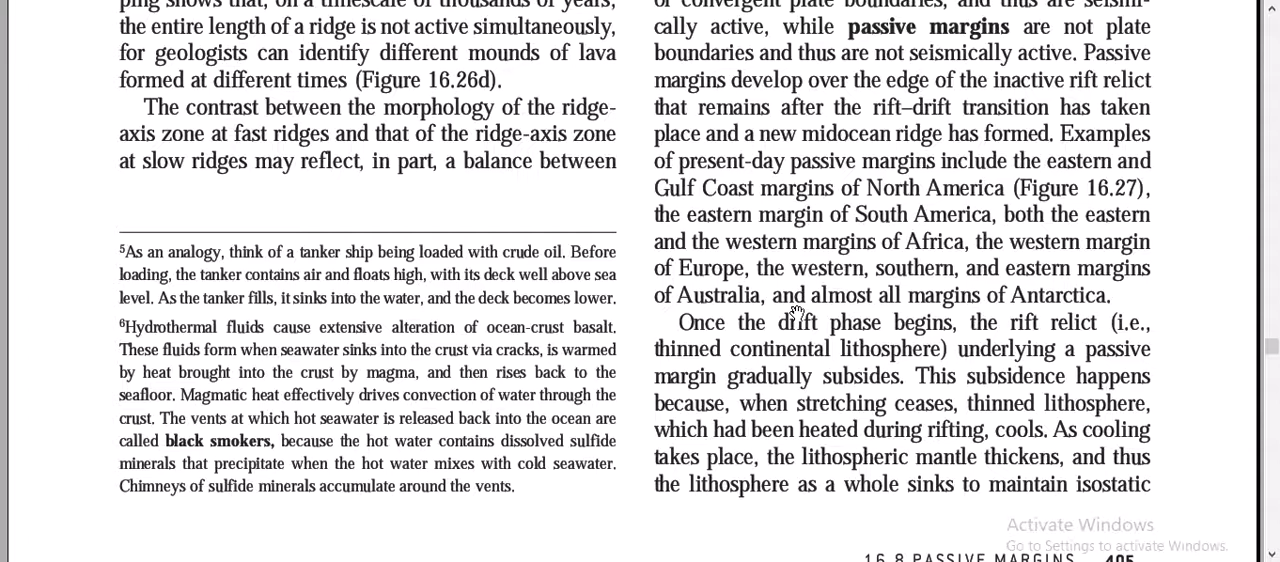 ping shows that, on a timescale of thousands of years,
the entire length of a ridge is not active simultaneously,
for geologists can identify different mounds of lava
formed at different times (Figure 16.26d).
The contrast between the morphology of the ridge-
axis zone at fast ridges and that of the ridge-axis zone
at slow ridges may reflect, in part, a balance between
5As an analogy, think of a tanker ship being loaded with crude oil. Before
loading, the tanker contains air and floats high, with its deck well above sea
level. As the tanker fills, it sinks into the water, and the deck becomes lower.
6Hydrothermal fluids cause extensive alteration of ocean-crust basalt.
These fluids form when seawater sinks into the crust via cracks, is warmed
by heat brought into the crust by magma, and then rises back to the
seafloor. Magmatic heat effectively drives convection of water through the
crust. The vents at which hot seawater is released back into the ocean are
called black smokers, because the hot water contains dissolved sulfide
minerals that precipitate when the hot water mixes with cold seawater.
Chimneys of sulfide minerals accumulate around the vents.
or convergent plate boundaries, and thus are seismi-
cally active, while passive margins are not plate
boundaries and thus are not seismically active. Passive
margins develop over the edge of the inactive rift relict
that remains after the rift–drift transition has taken
place and a new midocean ridge has formed. Examples
of present-day passive margins include the eastern and
Gulf Coast margins of North America (Figure 16.27),
the eastern margin of South America, both the eastern
and the western margins of Africa, the western margin
of Europe, the western, southern, and eastern margins
of Australia, and almost all margins of Antarctica.
Once the drift phase begins, the rift relict (i.e.,
thinned continental lithosphere) underlying a passive
margin gradually subsides. This subsidence happens
because, when stretching ceases, thinned lithosphere,
which had been heated during rifting, cools. As cooling
takes place, the lithospheric mantle thickens, and thus
the lithosphere as a whole sinks to maintain isostatic
Activate Windows
Go to Settings to activate Windows.
16.8 PASSIVE MARGINS 405